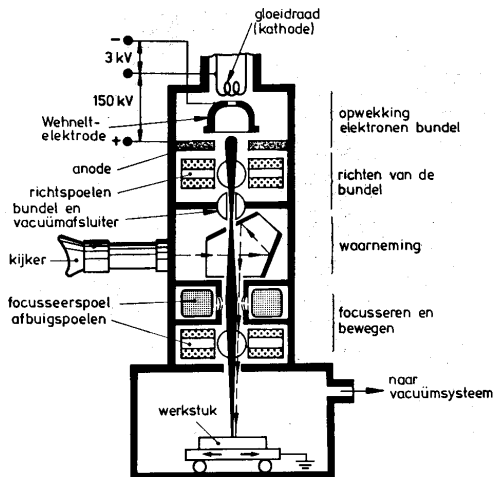 gloeidraad
(kathode)
–
3 kV
150 kV
+
Wehnelt-
elektrode
opwekking
elektronen bundel
anode
richtspoelen
bundel en
vacuümafsluiter
richten van de
bundel
waarneming
kijker
focusseerspoel
afbuigspoelen
focusseren en
bewegen
naar
vacuümsysteem
werkstuk